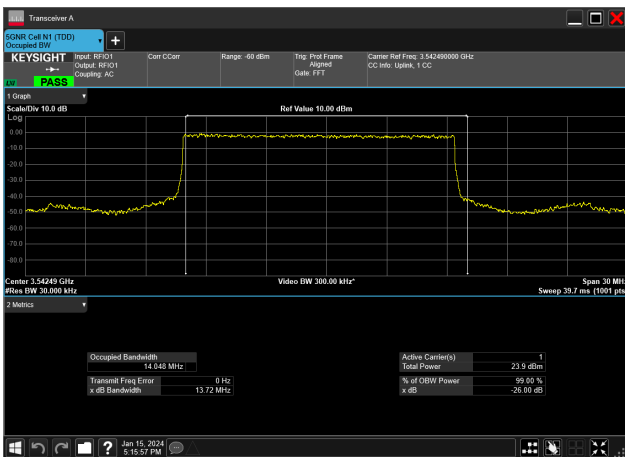 Transceiver A
5GNR Cell N1 (TDD)
Occupied BW
KEYSIGHT
Input: RFIO1
Output: RFIO1
Coupling: AC
Corr CCorr
Range: -60 dBm
Trig: Prot Frame
Aligned
Gate: FFT
Carrier Ref Freq: 3.542490000 GHz
CC Info: Uplink, 1 CC
PASS
1 Graph
Scale/Div 10.0 dB
Ref Value 10.00 dBm
Log
0.00
-10.0
-20.0
-30.0
-40.0
-50.0
-60.0
-70.0
-80.0
Center 3.54249 GHz
Video BW 300.00 kHz*
Span 30 MHz
#Res BW 30.000 kHz
Sweep 39.7 ms (1001 pts
2 Metrics
Occupied Bandwidth
14.048 MHz
Active Carrier(s) 1
Total Power 23.9 dBm
Transmit Freq Error 0 Hz
x dB Bandwidth 13.72 MHz
% of OBW Power 99.00 %
x dB -26.00 dB
Jan 15, 2024
5:15:57 PM